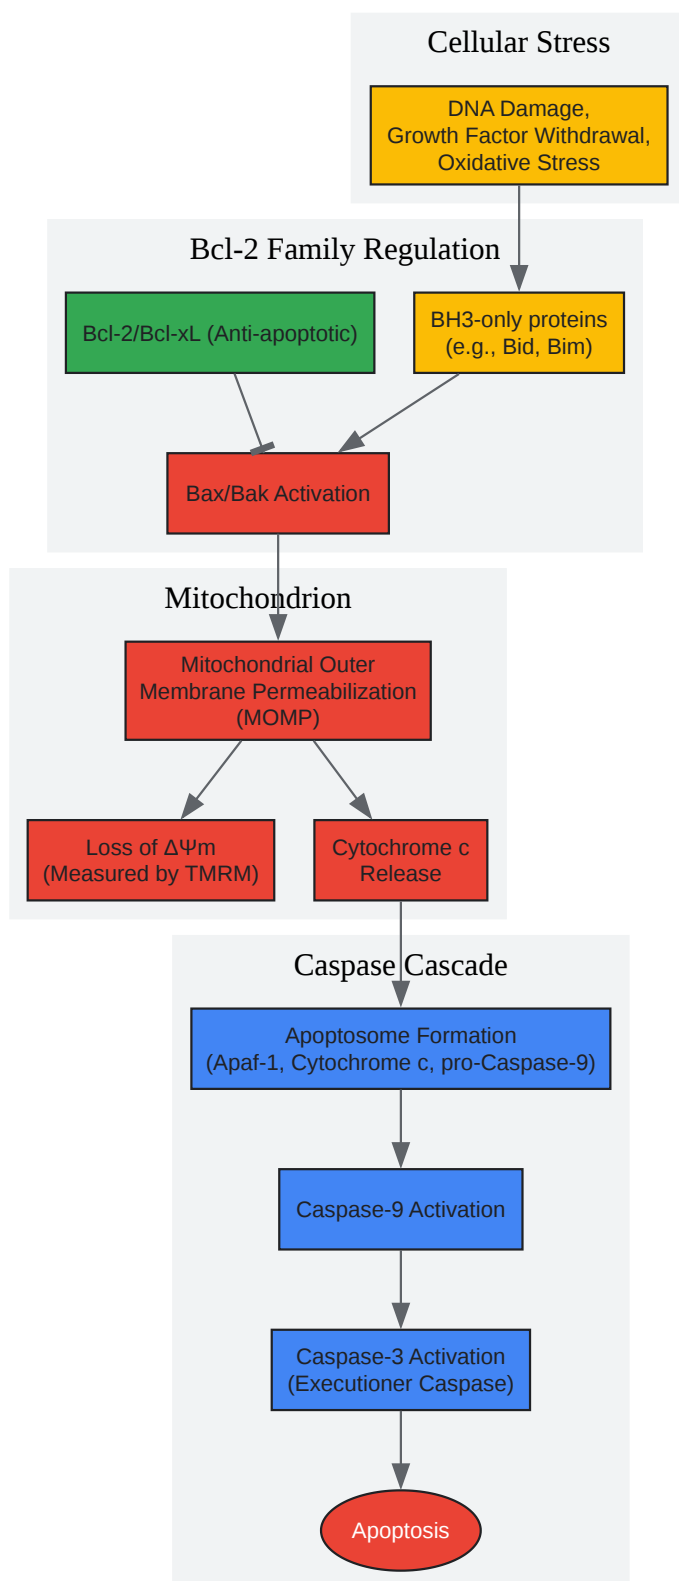 Cellular Stress
DNA Damage,
Growth Factor Withdrawal,
Oxidative Stress
Bcl-2 Family Regulation
Bcl-2/Bcl-xL (Anti-apoptotic)
BH3-only proteins
(e.g., Bid, Bim)
Bax/Bak Activation
Mitochondrion
Mitochondrial Outer
Membrane Permeabilization
(MOMP)
Loss of ΔΨm
(Measured by TMRM)
Cytochrome c
Release
Caspase Cascade
Apoptosome Formation
(Apaf-1, Cytochrome c, pro-Caspase-9)
Caspase-9 Activation
Caspase-3 Activation
(Executioner Caspase)
Apoptosis